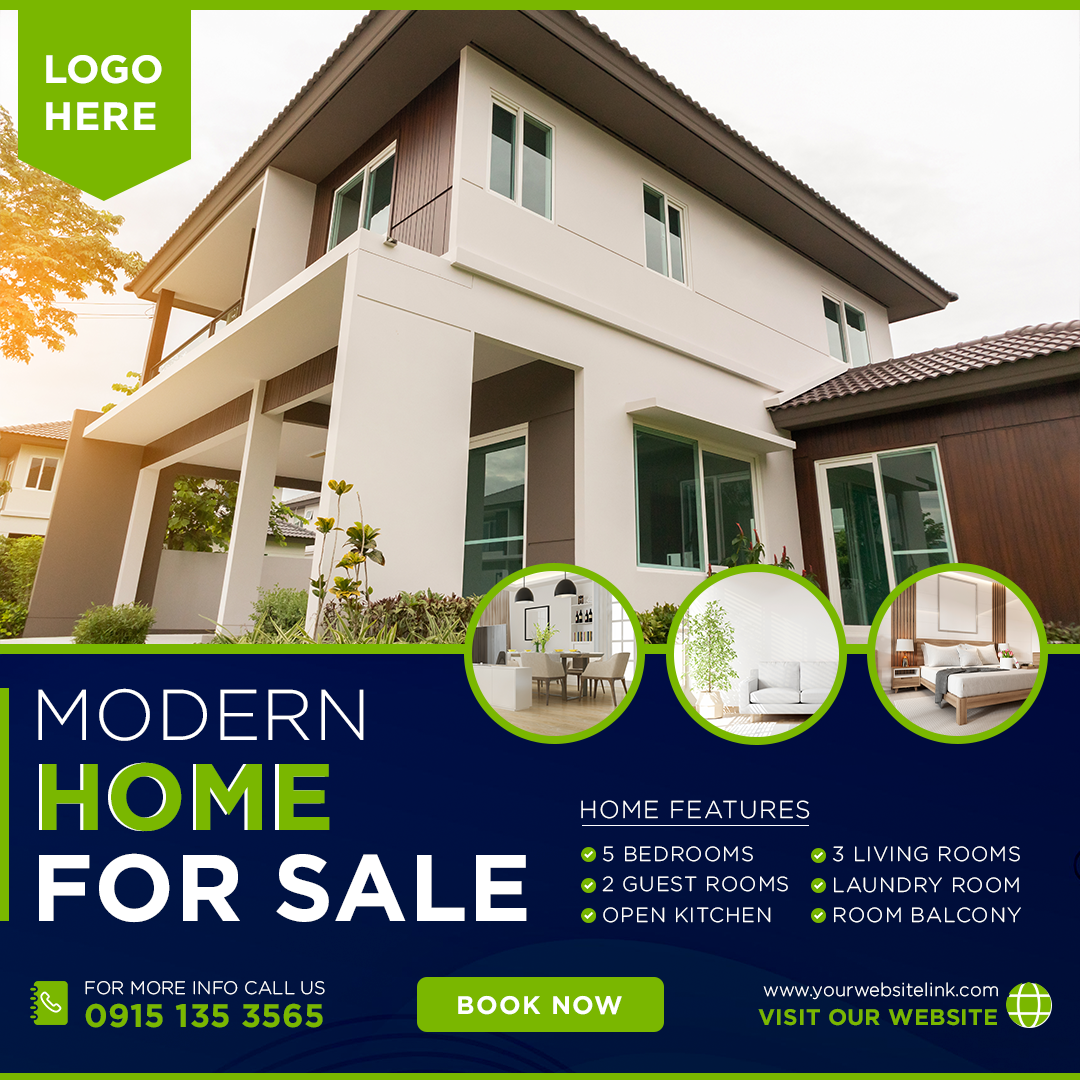 LOGO
HERE
MODERN
HOME
FOR SALE
HOME FEATURES
5 BEDROOMS
2 GUEST ROOMS
OPEN KITCHEN
3 LIVING ROOMS
LAUNDRY ROOM
ROOM BALCONY
FOR MORE INFO CALL US
0915 135 3565
BOOK NOW
www.yourwebsitelink.com
VISIT OUR WEBSITE